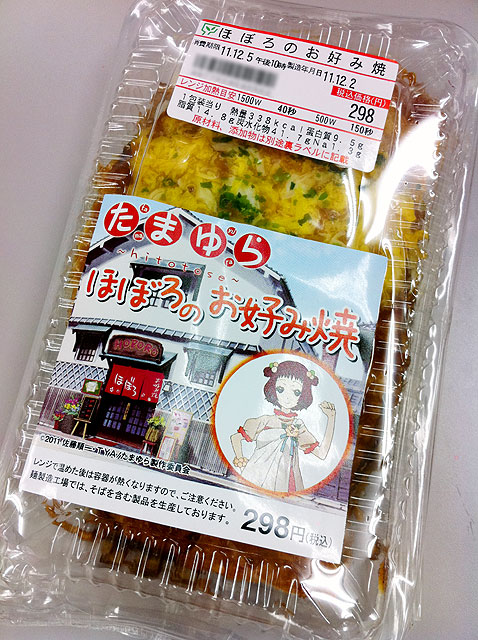 ほぼろのお好み焼
消費期限 11.12.5 午後10時 製造年月日 11.12.2
税込価格(円)
298
レンジ加熱目安 1500W 40秒 500W 150秒
1包装当り 熱量338kcal 蛋白質9.5g
脂質14.8g 炭水化物41.7g Na1.3g
原材料、添加物は別途裏ラベルに記載
たまゆら
ta ma yu ra
~hitotose~
ほぼろのお好み焼
ほぼろ
©2011 佐藤順一・TYA/たまゆら製作委員会
レンジで温めた後は容器が熱くなりますので、ご注意ください。
麺製造工場では、そばを含む製品を生産しております。
298円(税込)